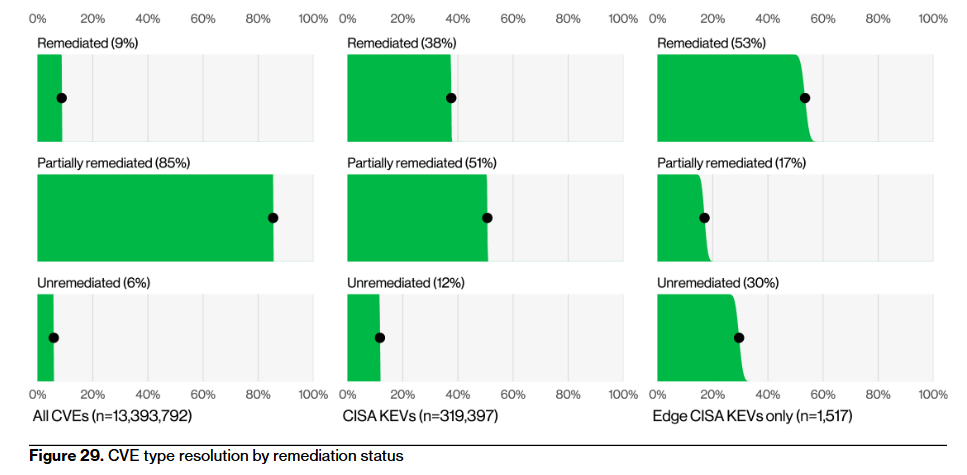 0% 20% 40% 60% 80% 100% 0% 20% 40% 60% 80% 100% 0% 20% 40% 60% 80% 100%
Remediated (9%) Remediated (38%) Remediated (53%)
Partially remediated (85%) Partially remediated (51%) Partially remediated (17%)
Unremediated (6%) Unremediated (12%) Unremediated (30%)
0% 20% 40% 60% 80% 100% 0% 20% 40% 60% 80% 100% 0% 20% 40% 60% 80% 100%
All CVEs (n=13,393,792) CISA KEVs (n=319,397) Edge CISA KEVs only (n=1,517)
Figure 29. CVE type resolution by remediation status